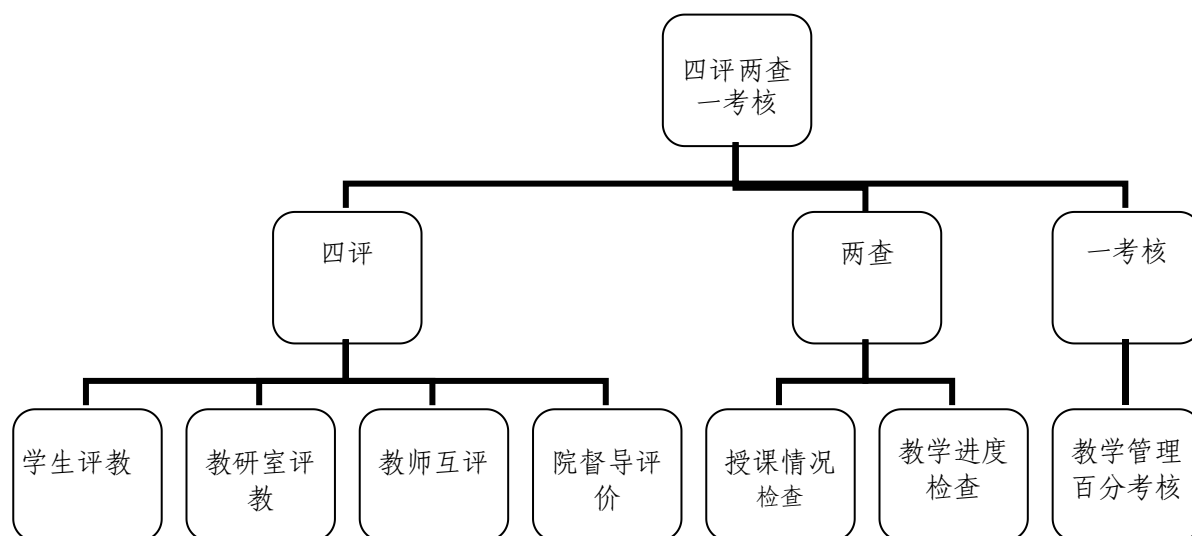 四评两查
一考核
四评
两查
一考核
学生评教
教研室评
教
教师互评
院督导评
价
授课情况
检查
教学进度
检查
教学管理
百分考核